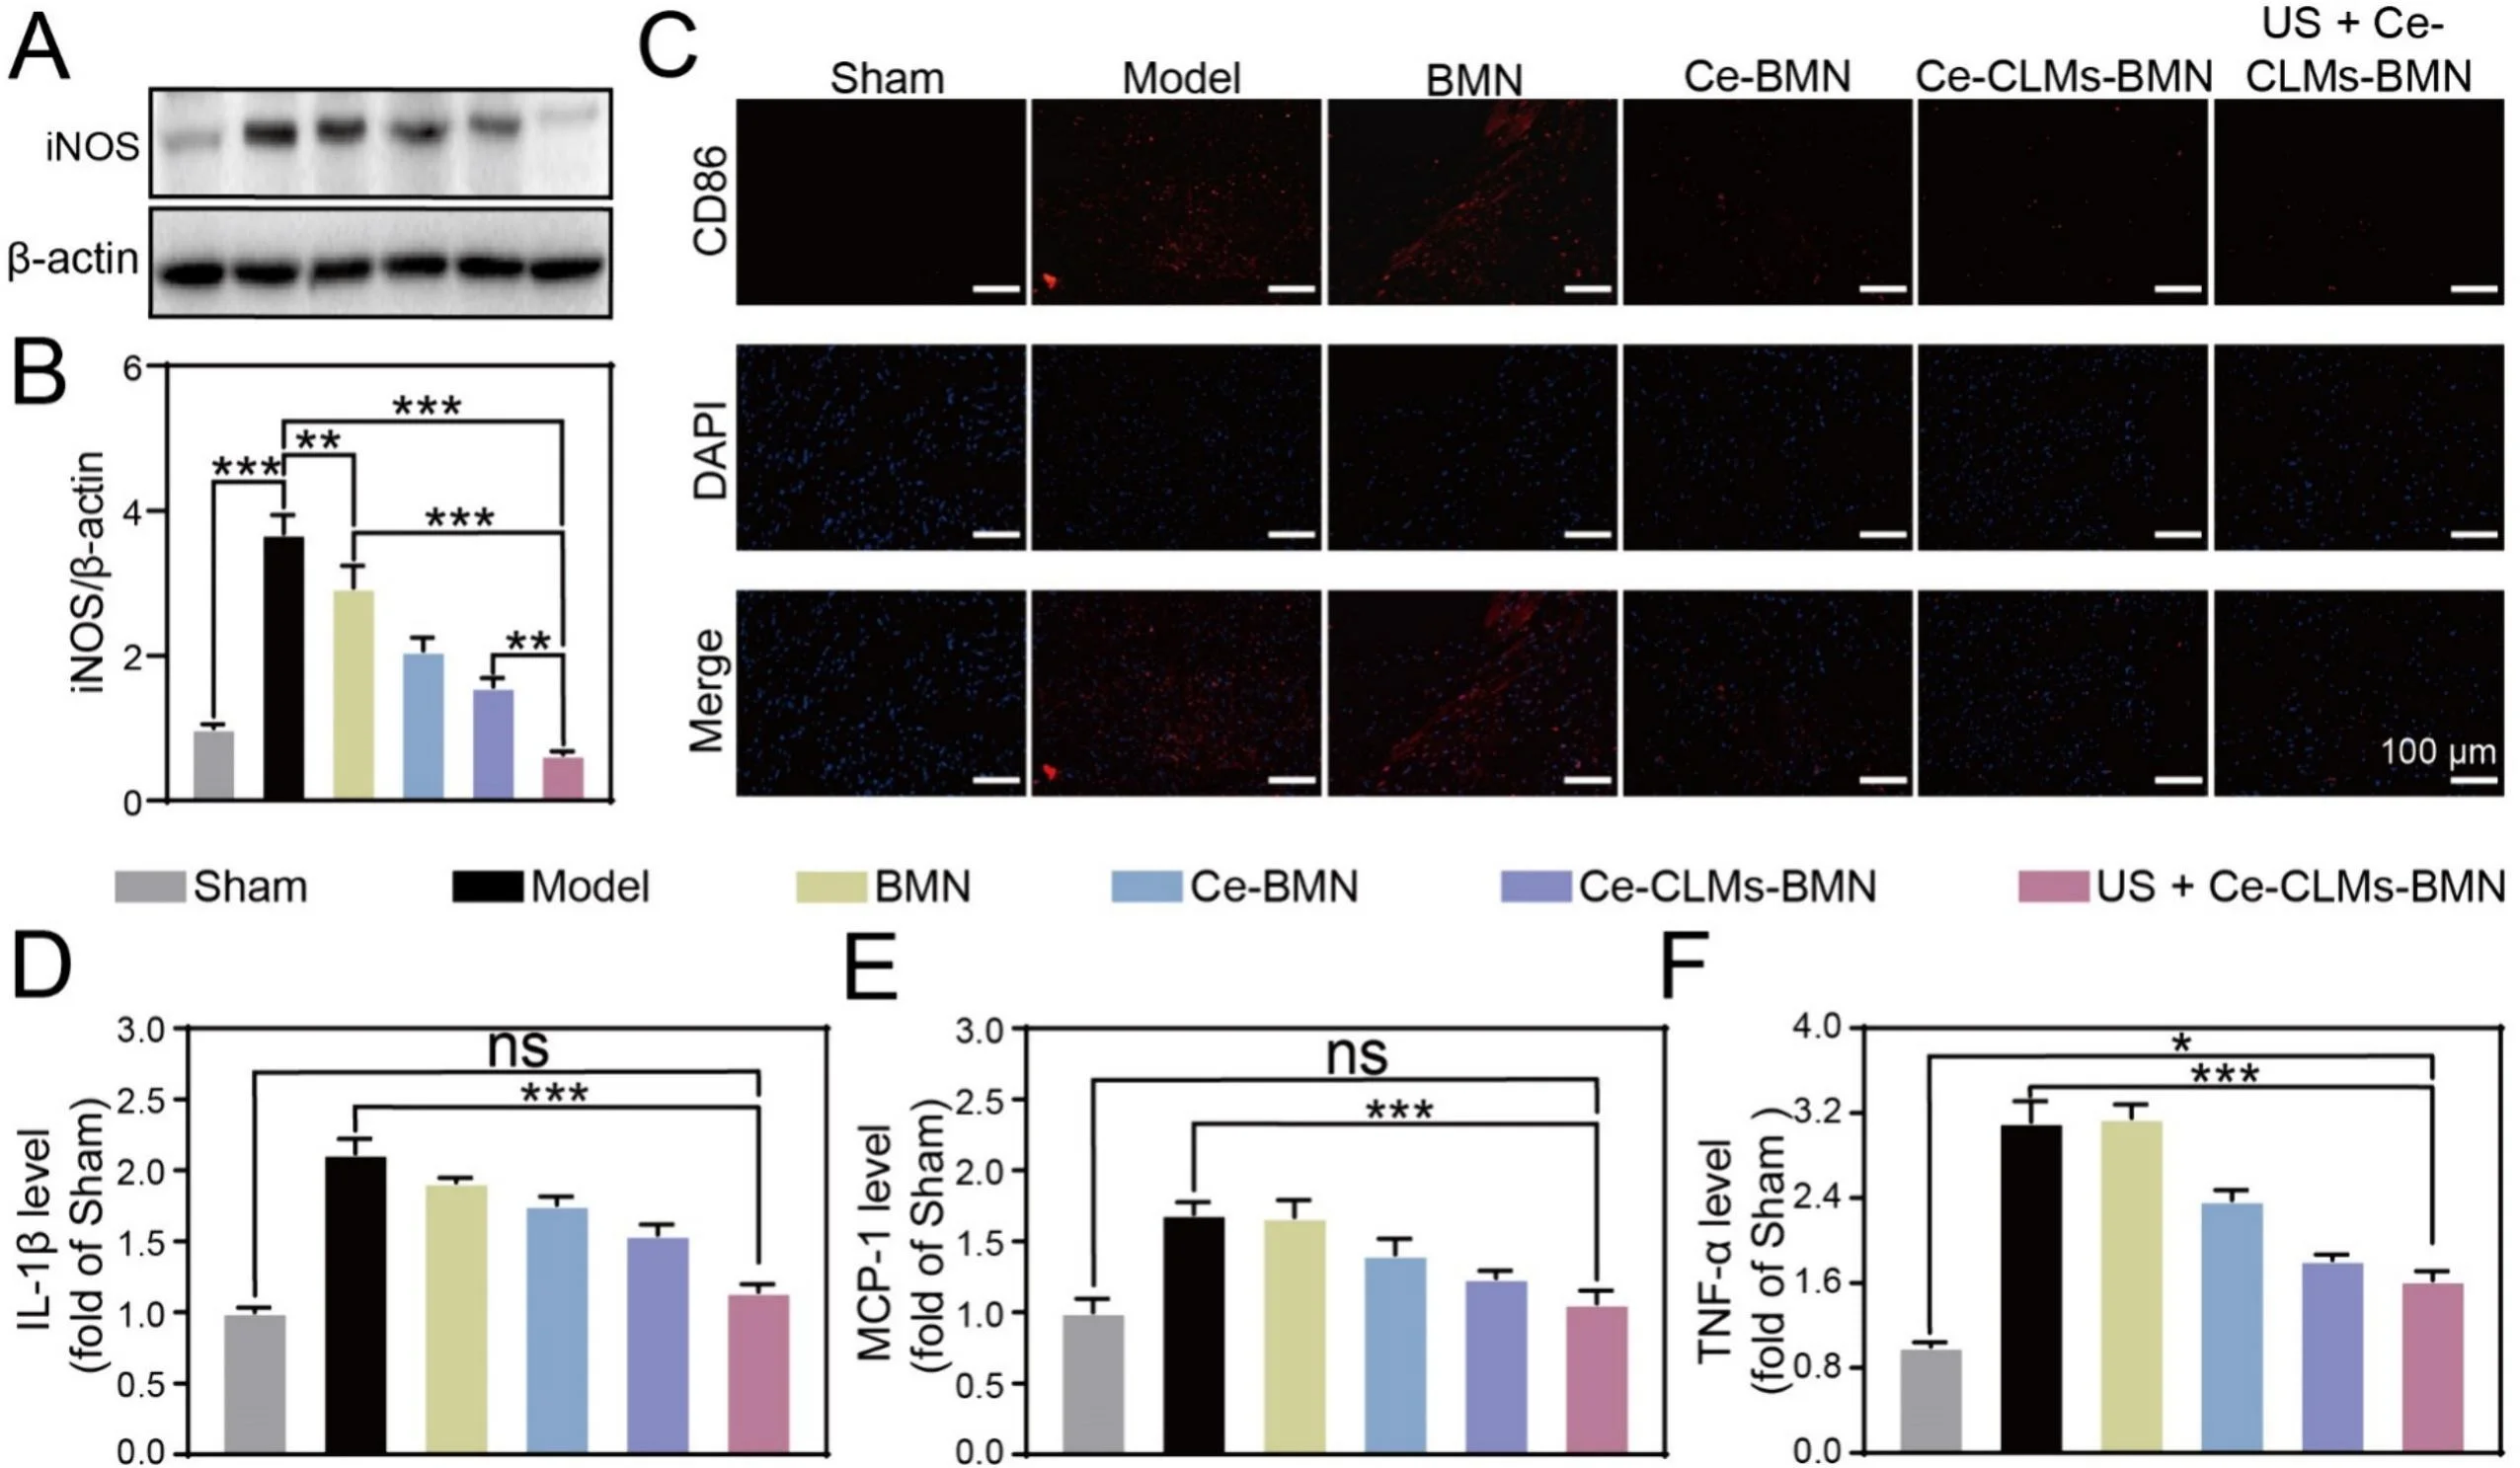 A
iNOS
β-actin
B
iNOS/β-actin
6
4
2
0
***
**
***
***
**
C
Sham
Model
BMN
Ce-BMN
Ce-CLMs-BMN
US + Ce-
CLMs-BMN
CD86
DAPI
Merge
100 μm
Sham
Model
BMN
Ce-BMN
Ce-CLMs-BMN
US + Ce-CLMs-BMN
D
IL-1β level
(fold of Sham)
3.0
2.5
2.0
1.5
1.0
0.5
0.0
ns
***
E
MCP-1 level
(fold of Sham)
3.0
2.5
2.0
1.5
1.0
0.5
0.0
ns
***
F
TNF-α level
(fold of Sham )
4.0
3.2
2.4
1.6
0.8
0.0
*
***